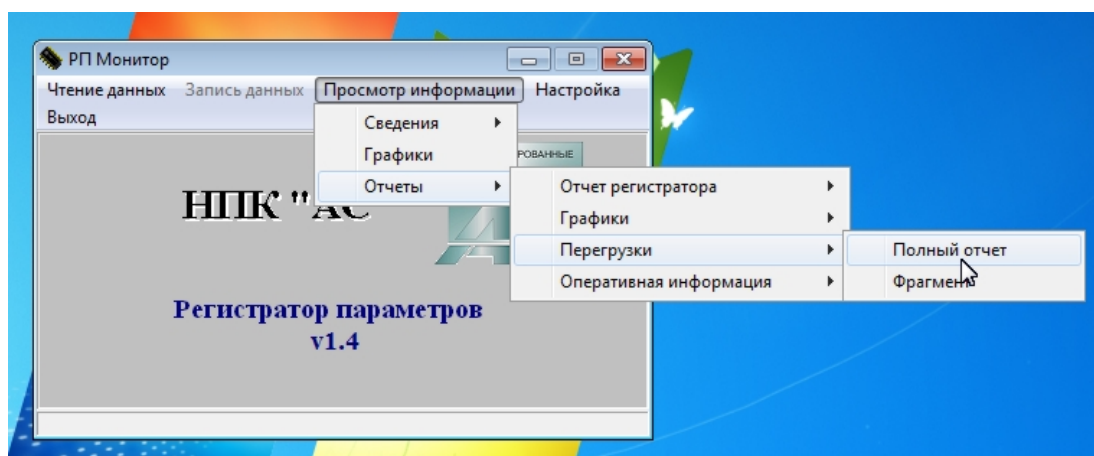 РП Монитор
Чтение данных Запись данных Просмотр информации Настройка
Выход
Сведения
Графики
Отчеты
РОВАННЫЕ
Отчет регистратора
Графики
Перегрузки
Оперативная информация
Полный отчет
Фрагмент
НПК "АС
Регистратор параметров
v1.4